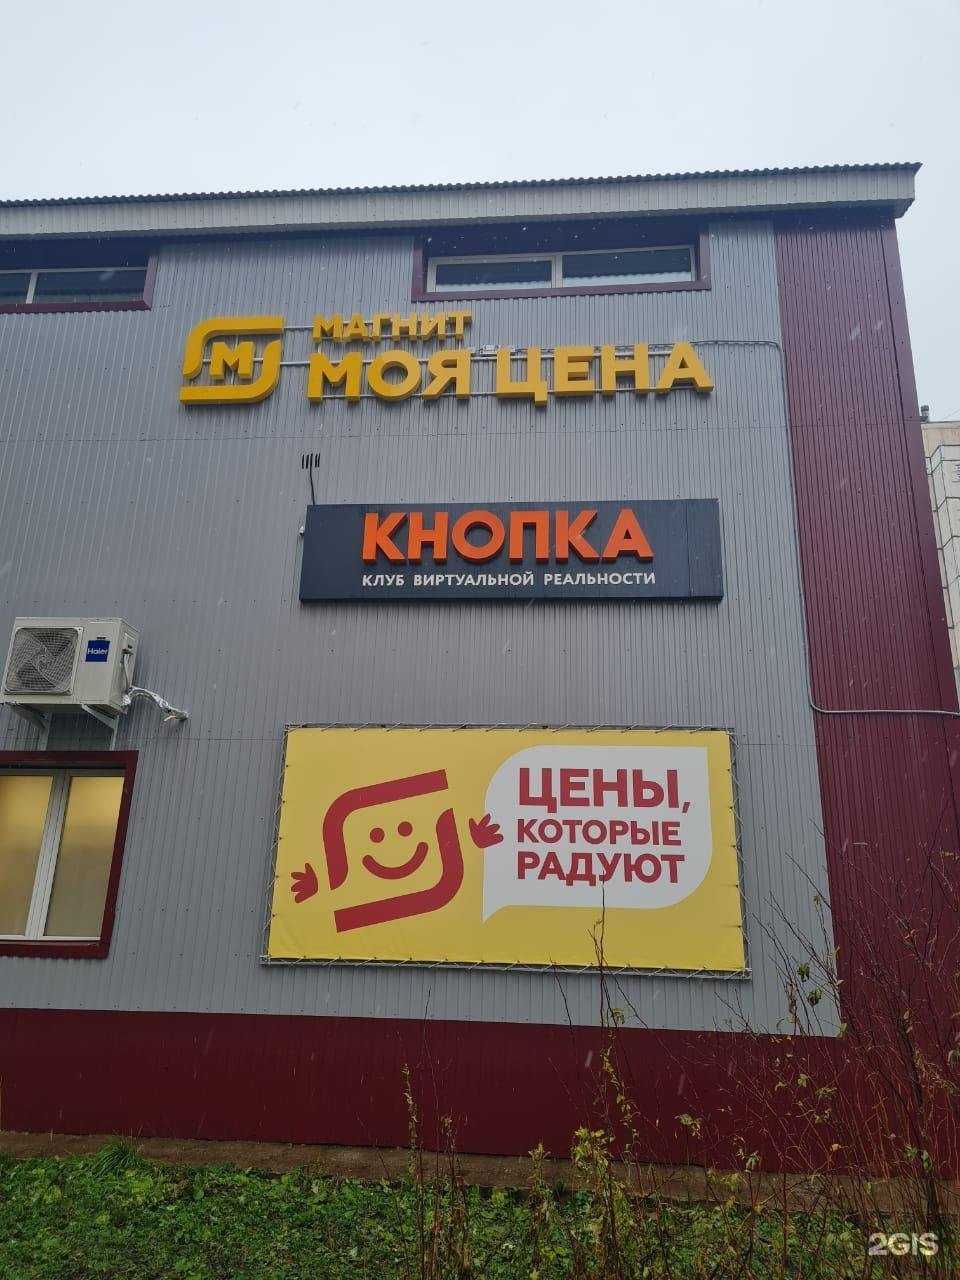 М
МАГНИТ
МОЯ ЦЕНА
КНОПКА
КЛУБ ВИРТУАЛЬНОЙ РЕАЛЬНОСТИ
Haier
ЦЕНЫ,
КОТОРЫЕ
РАДУЮТ
2GIS